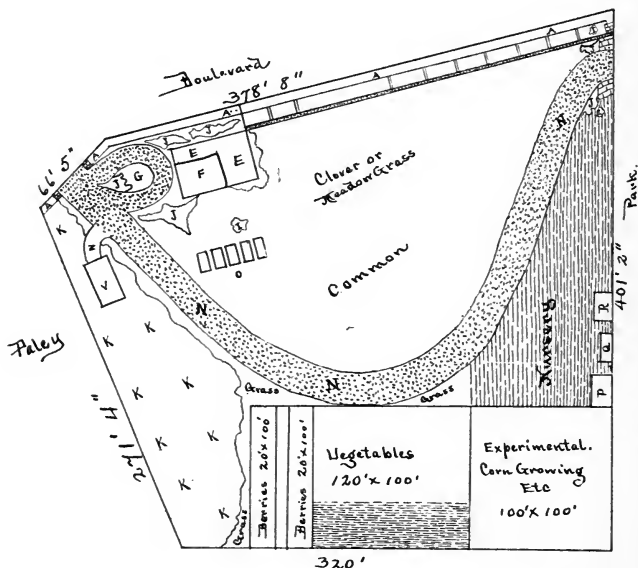 Boulevard
378' 8"
A
A
A
A
A
A
66' 5"
J
J
J
J
G
E
F
E
J
J
I
K
N
V
O
Clover or
Meadow Grass
Common
N
N
N
N
Park.
401' 2"
Nursery
R
Q
P
Paley
271' 4"
K
K
K
K
K
K
K
Grass
Grass
Grass
Berries 20'x100'
Berries 20'x100'
Vegetables
120'x 100'
Experimental.
Corn Growing
Etc
100'x 100'
320'